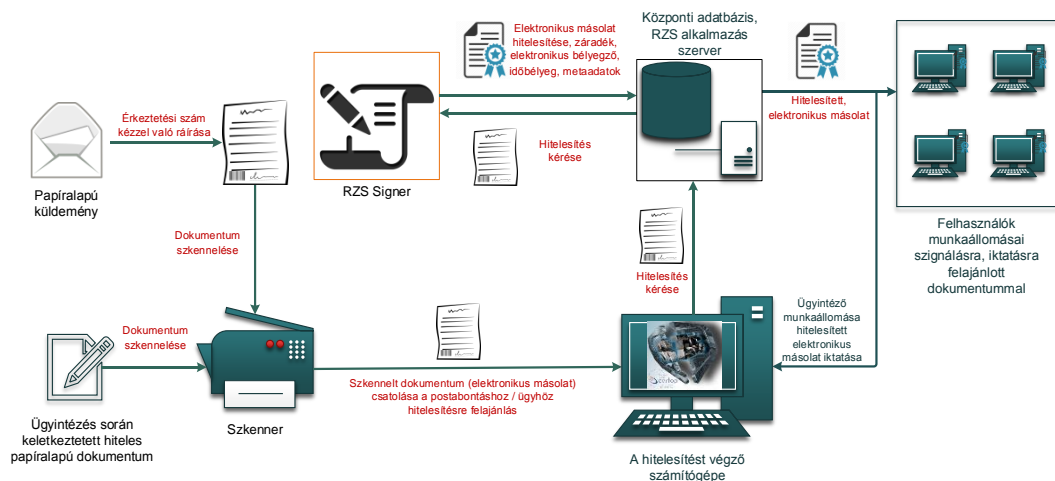 Elektronikus másolat
hitelesítése, záradék,
elektronikus bélyegző,
időbélyeg, metaadatok
Központi adatbázis,
RZS alkalmazás
szerver
Érkeztetési szám
kézzel való ráírása
Hitelesített,
elektronikus másolat
Hitelesítés
kérése
Papíralapú
küldemény
RZS Signer
Felhasználók
munkaállomásai
szignálásra, iktatásra
felajánlott
dokumentummal
Dokumentum
szkennelése
Hitelesítés
kérése
Ügyintéző
munkaállomása
hitelesített
elektronikus
másolat iktatása
Dokumentum
szkennelése
Szkennelt dokumentum (elektronikus másolat)
csatolása a postabontáshoz / ügyhöz
hitelesítésre felajánlás
Ügyintézés során
keletkeztetett hiteles
papíralapú dokumentum
Szkenner
A hitelesítést végző
számítógépe